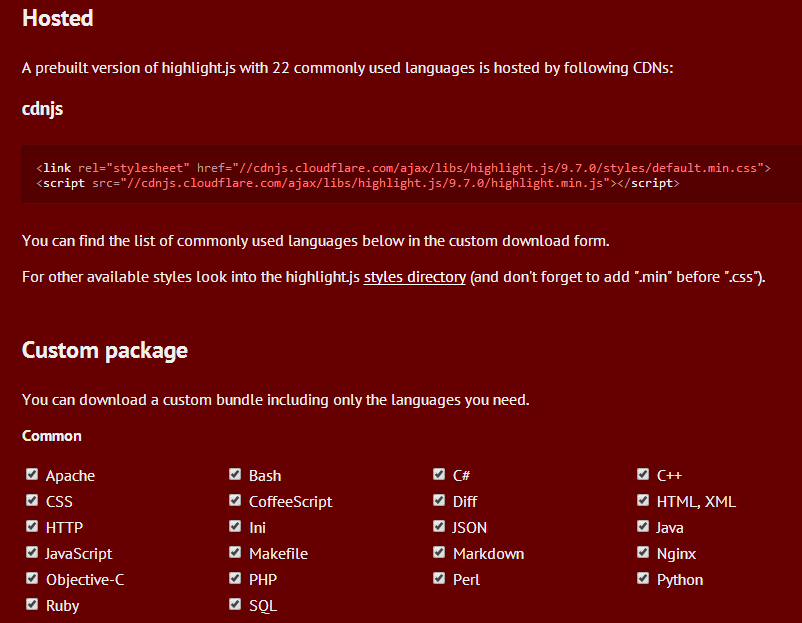 Hosted
A prebuilt version of highlight.js with 22 commonly used languages is hosted by following CDNs:
cdnjs
<link rel="stylesheet" href="//cdnjs.cloudflare.com/ajax/libs/highlight.js/9.7.0/styles/default.min.css">
<script src="//cdnjs.cloudflare.com/ajax/libs/highlight.js/9.7.0/highlight.min.js"></script>
You can find the list of commonly used languages below in the custom download form.
For other available styles look into the highlight.js styles directory (and don't forget to add ".min" before ".css").
Custom package
You can download a custom bundle including only the languages you need.
Common
Apache Bash C# C++
CSS CoffeeScript Diff HTML, XML
HTTP Ini JSON Java
JavaScript Makefile Markdown Nginx
Objective-C PHP Perl Python
Ruby SQL